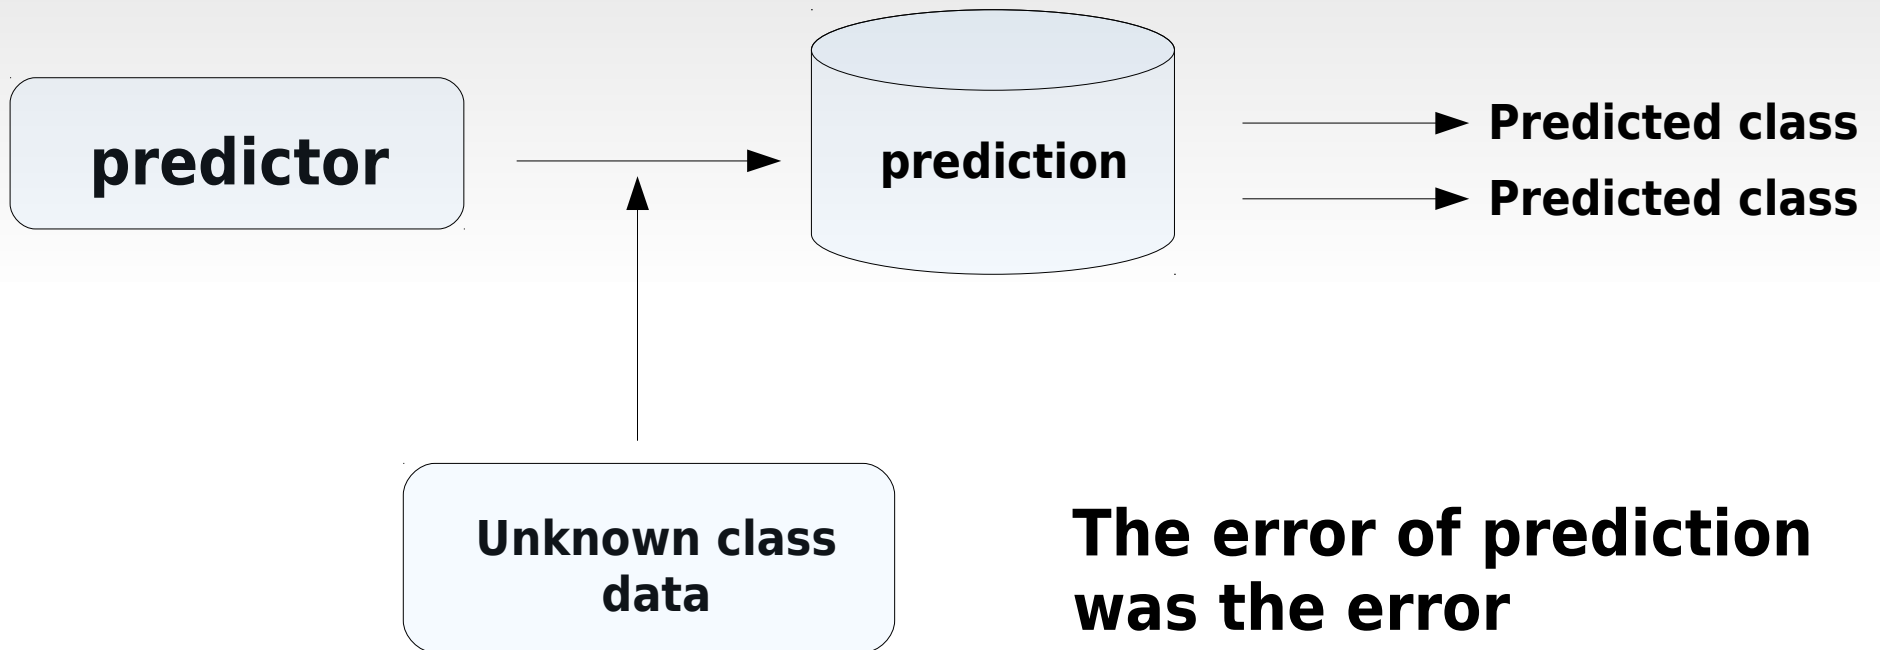 predictor
prediction
Predicted class
Predicted class
Unknown class
data
The error of prediction
was the error